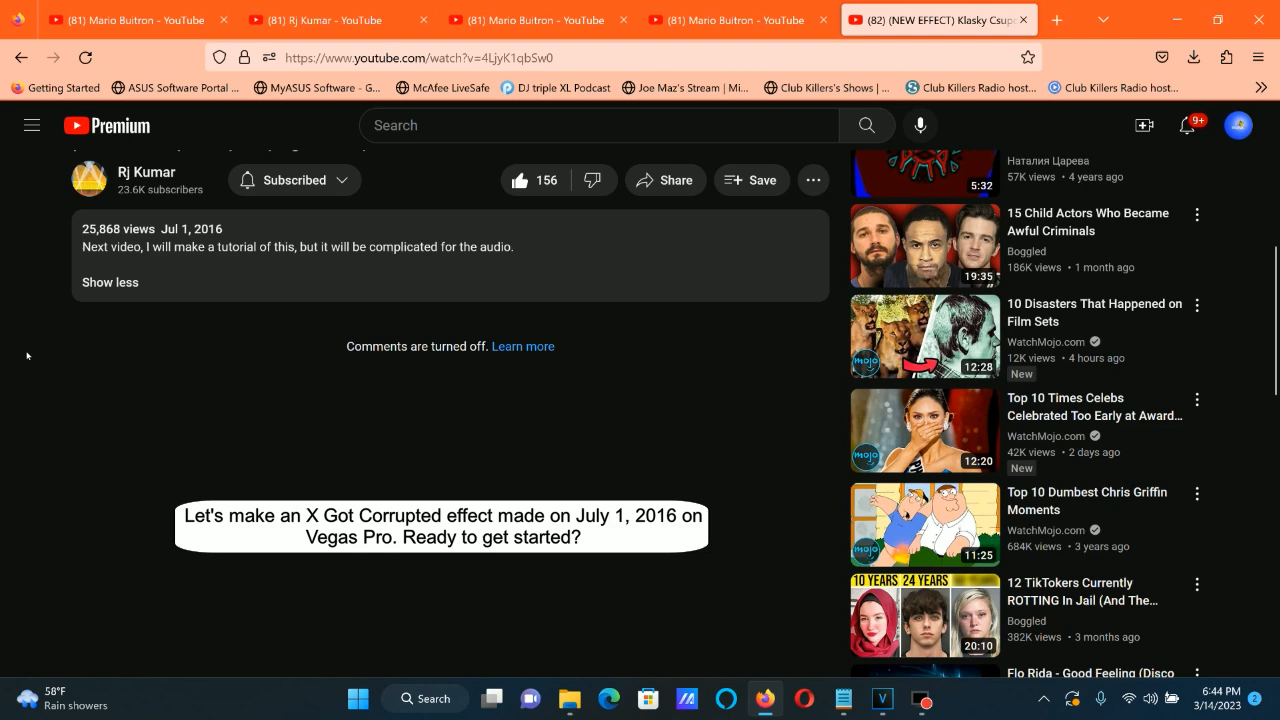 (81) Mario Buitron - YouTube
(81) Rj Kumar - YouTube
(81) Mario Buitron - YouTube
(81) Mario Buitron - YouTube
(82) (NEW EFFECT) Klasky Csupo
https://www.youtube.com/watch?v=4LjyK1qbSw0
Getting Started
ASUS Software Portal ...
MyASUS Software - G...
McAfee LiveSafe
DJ triple XL Podcast
Joe Maz's Stream | Mi...
Club Killers's Shows | ...
Club Killers Radio host...
Club Killers Radio host...
Premium
Search
9+
Rj Kumar
23.6K subscribers
Subscribed
156
Share
Save
25,868 views Jul 1, 2016
Next video, I will make a tutorial of this, but it will be complicated for the audio.
Show less
Comments are turned off. Learn more
Let's make an X Got Corrupted effect made on July 1, 2016 on
Vegas Pro. Ready to get started?
5:32
Наталия Царева
57K views • 4 years ago
19:35
15 Child Actors Who Became
Awful Criminals
Boggled
186K views • 1 month ago
mojo
12:28
10 Disasters That Happened on
Film Sets
WatchMojo.com
12K views • 4 hours ago
New
mojo
12:20
Top 10 Times Celebs
Celebrated Too Early at Award...
WatchMojo.com
42K views • 2 days ago
New
mojo
11:25
Top 10 Dumbest Chris Griffin
Moments
WatchMojo.com
684K views • 3 years ago
10 YEARS 24 YEARS
20:10
12 TikTokers Currently
ROTTING In Jail (And The...
Boggled
382K views • 3 months ago
Flo Rida - Good Feeling (Disco
58°F
Rain showers
Search
6:44 PM
3/14/2023
2